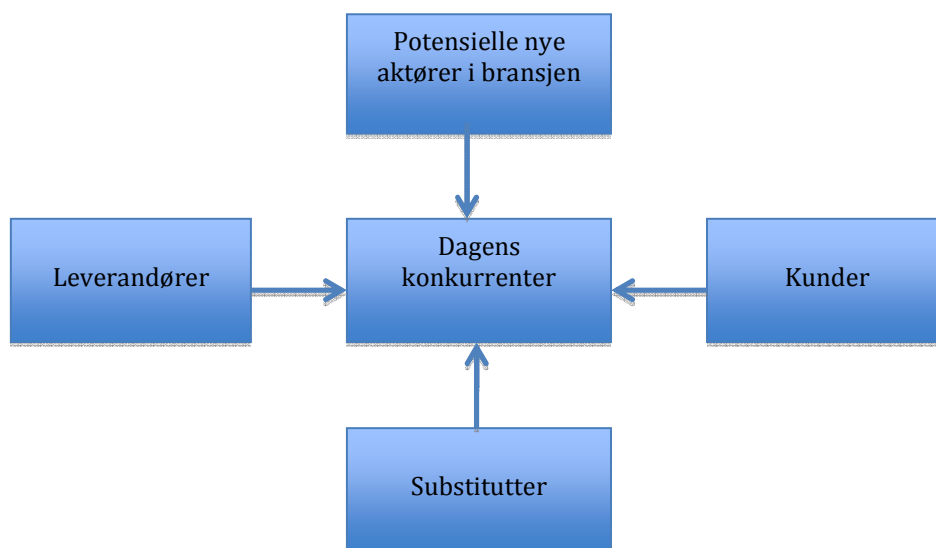 Potensielle nye
aktører i bransjen
Leverandører
Dagens
konkurrenter
Kunder
Substitutter